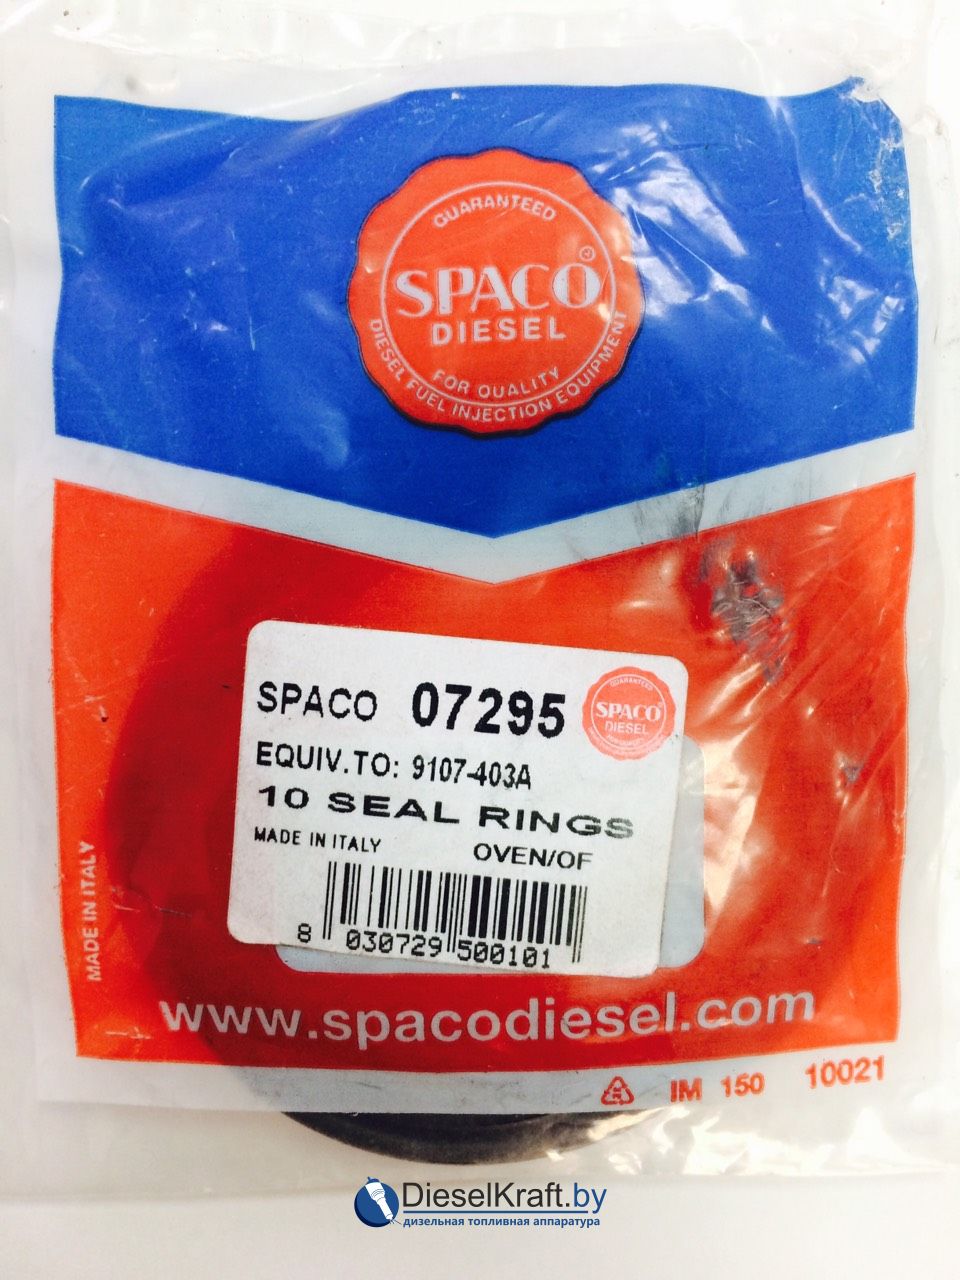 GUARANTEED
SPACO
DIESEL
FOR QUALITY
DIESEL FUEL INJECTION EQUIPMENT
SPACO 07295
GUARANTEED
SPACO
DIESEL
EQUIV.TO: 9107-403A
10 SEAL RINGS
MADE IN ITALY
OVEN/OF
8 030729 500101
MADE IN ITALY
www.spacodiesel.com
IM 150 10021
DieselKraft.by
дизельная топливная аппаратура